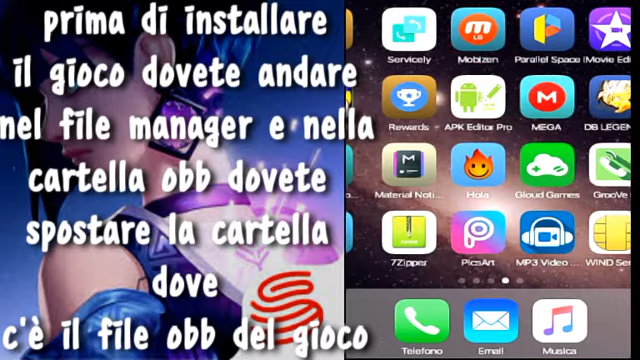 prima di installare
il gioco dovete andare
nel file manager e nella
cartella obb dovete
spostare la cartella
dove
c'è il file obb del gioco
Servicely Mobizen Parallel Space iMovie Edi
Rewards APK Editor Pro MEGA DB LEGEN
Material Noti... Hola Gloud Games GrooVe
7Zipper PicsArt MP3 Video ... WIND Ser
Telefono Email Musica